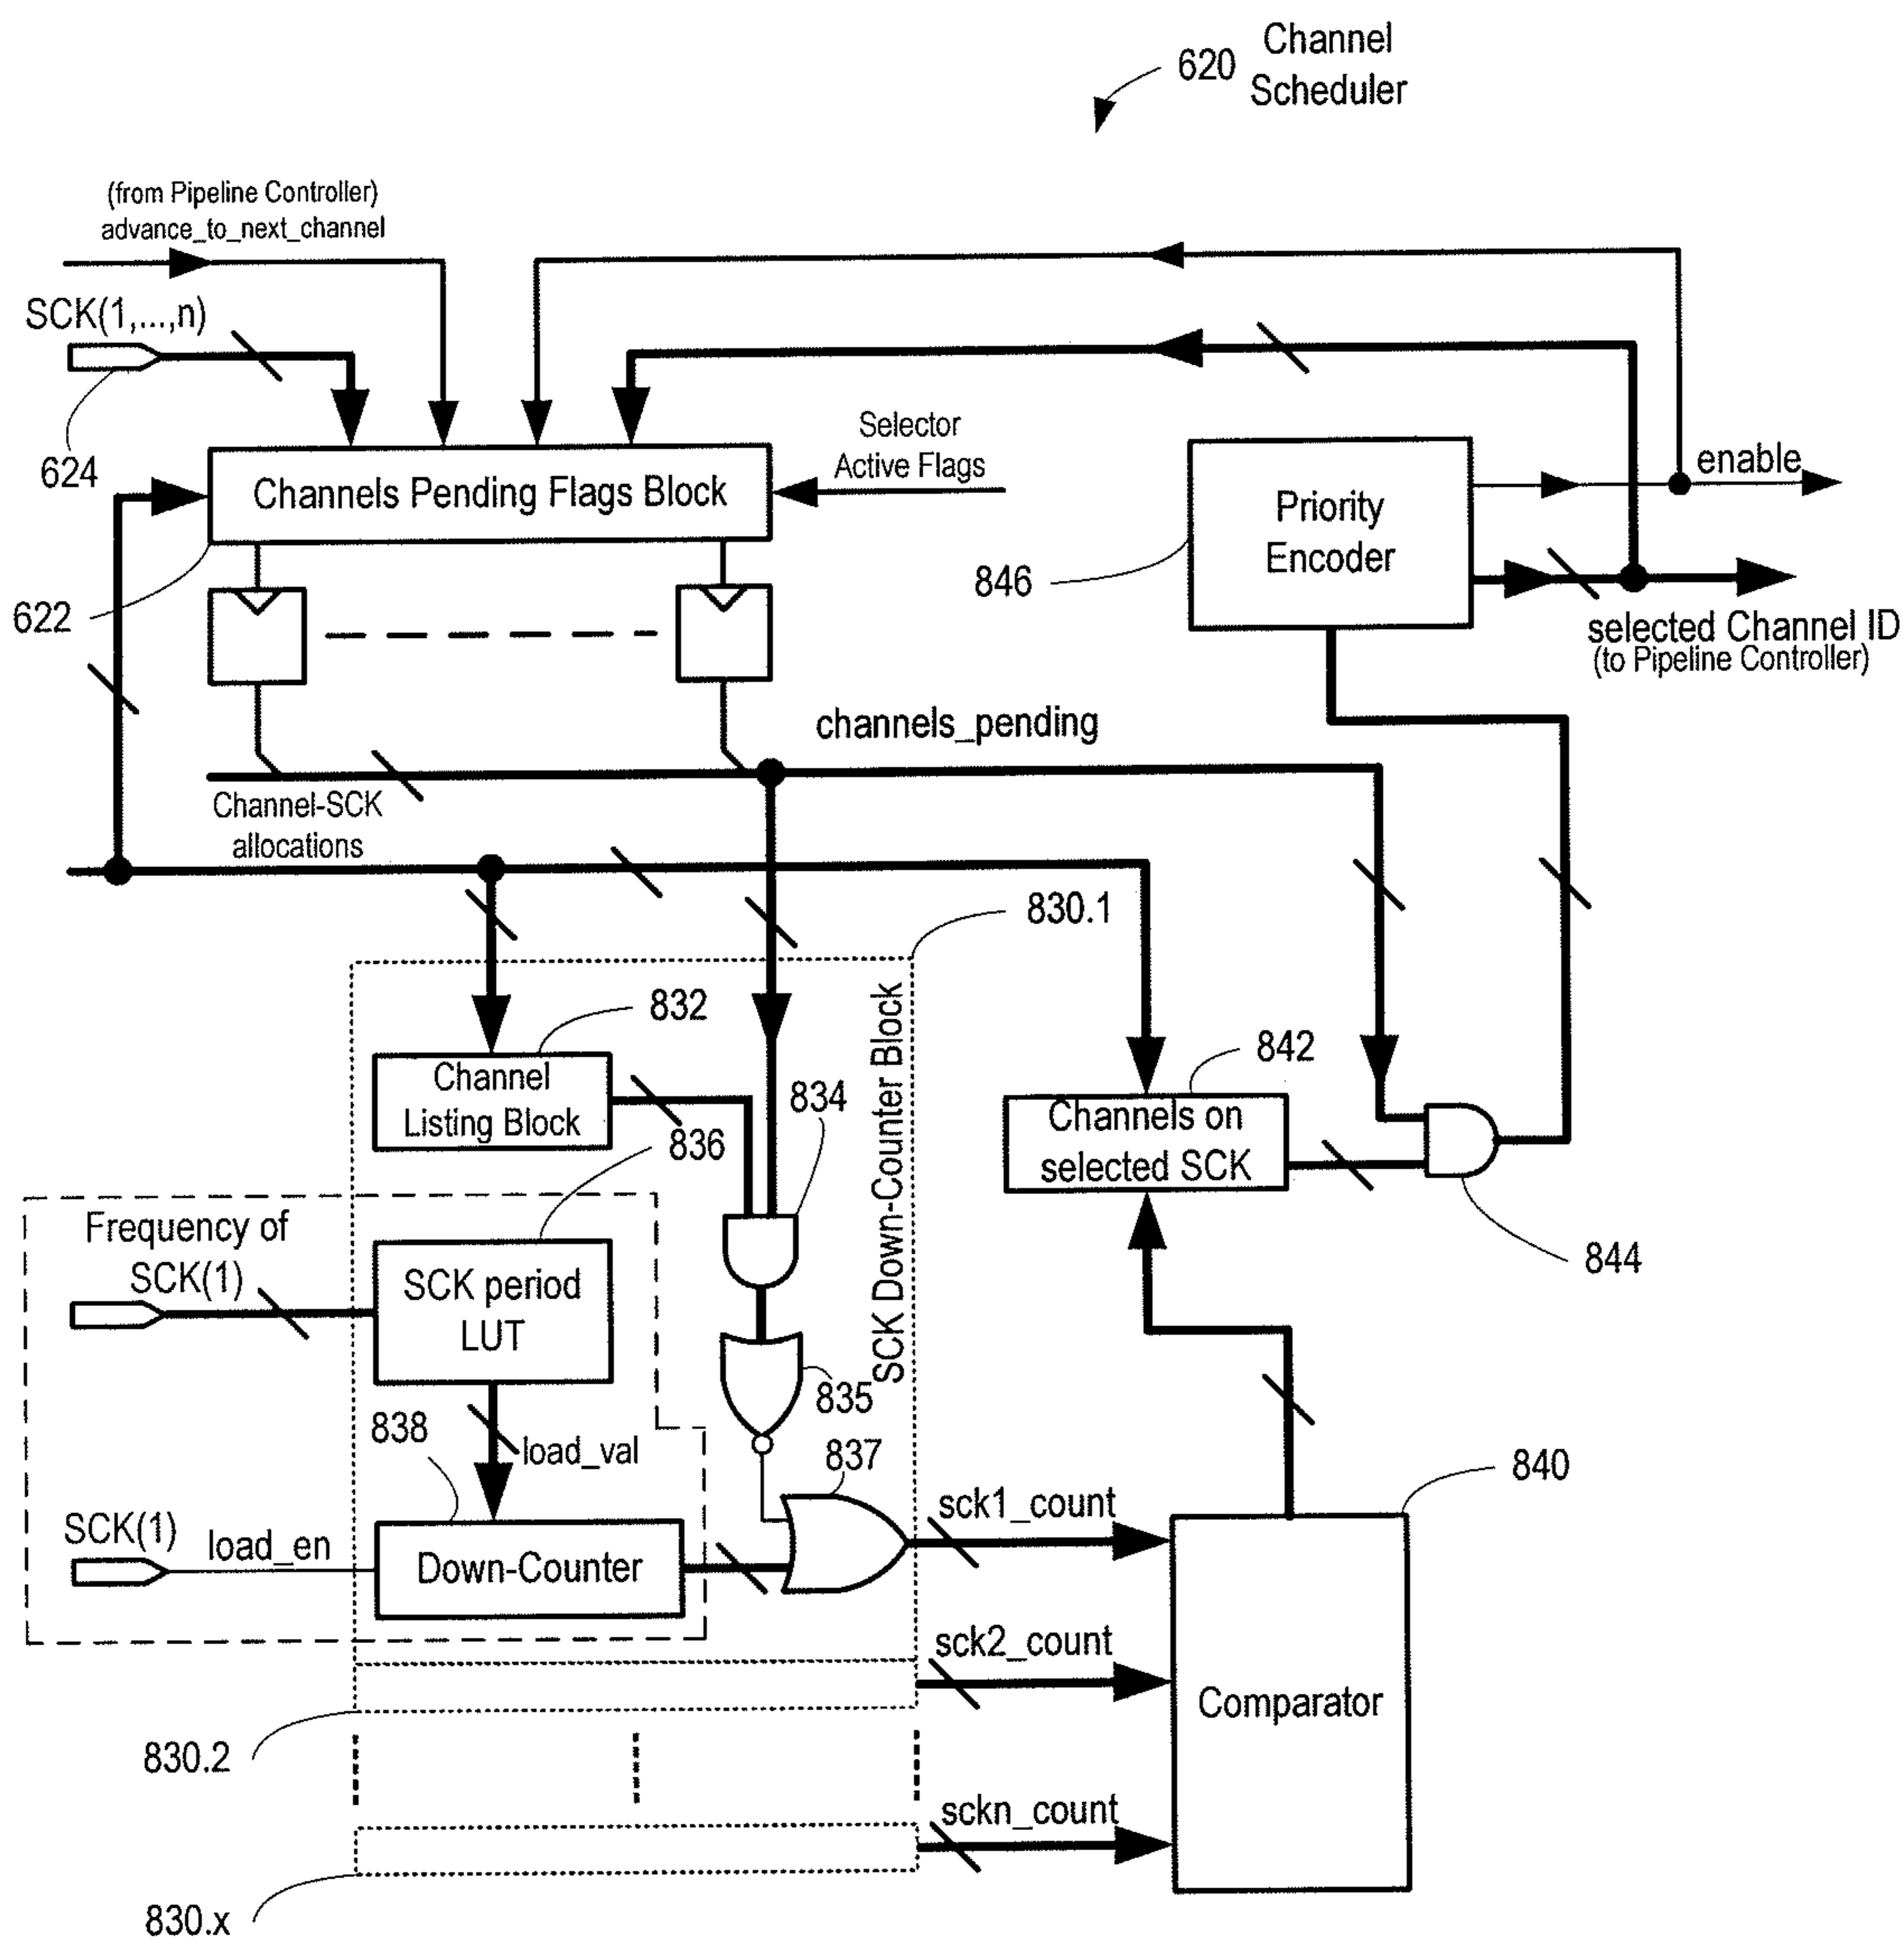 Channel
620
Scheduler
(from Pipeline Controller)
advance_to_next_channel
SCK(1,...,n)
624
Selector
Active Flags
Channels Pending Flags Block
enable
Priority
Encoder
846
622
selected Channel ID
(to Pipeline Controller)
channels_pending
Channel-SCK
allocations
830.1
832
SCK Down-Counter Block
842
Channel
Listing Block
834
836
Channels on
selected SCK
Frequency of
SCK(1)
844
SCK period
LUT
835
838
load_val
837
840
sck1_count
SCK(1)
load_en
Down-Counter
sck2_count
Comparator
830.2
sckn_count
830.x